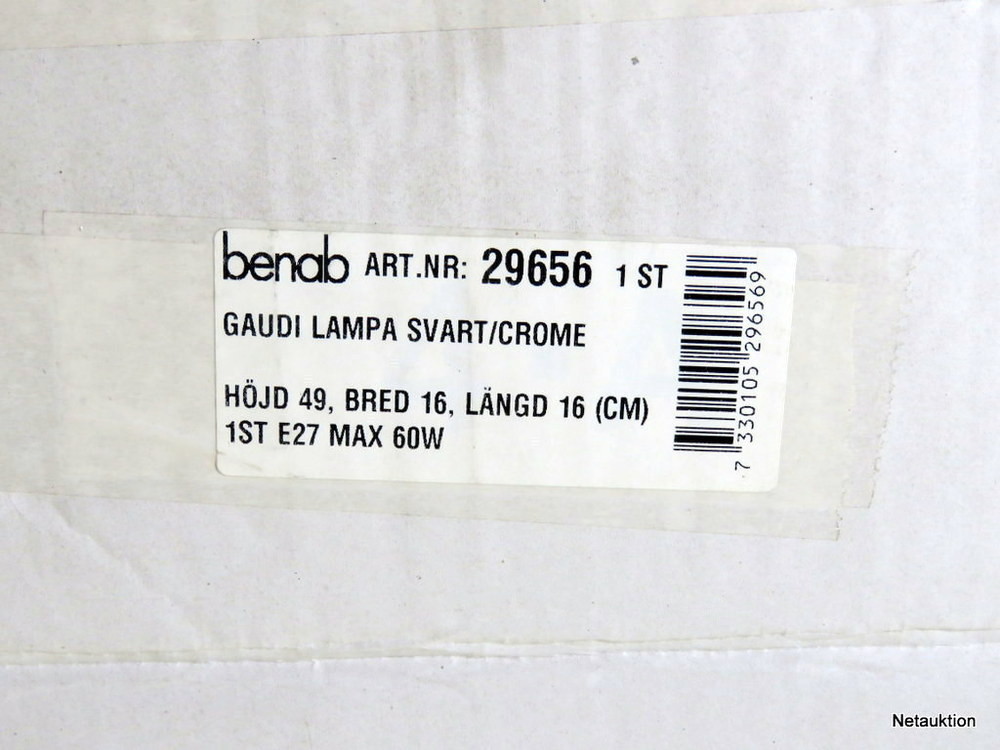 benab ART.NR: 29656 1 ST
GAUDI LAMPA SVART/CROME
HÖJD 49, BRED 16, LÄNGD 16 (CM)
1ST E27 MAX 60W
7 330105 296569
Netauktion